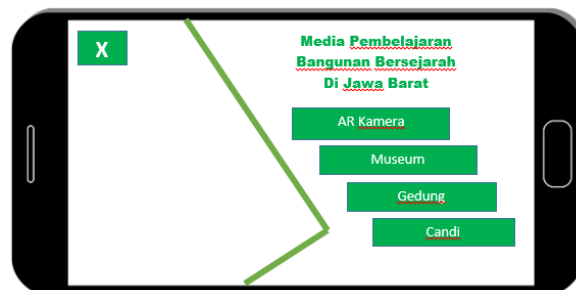 X
Media Pembelajaran
Bangunan Bersejarah
Di Jawa Barat
AR Kamera
Museum
Gedung
Candi